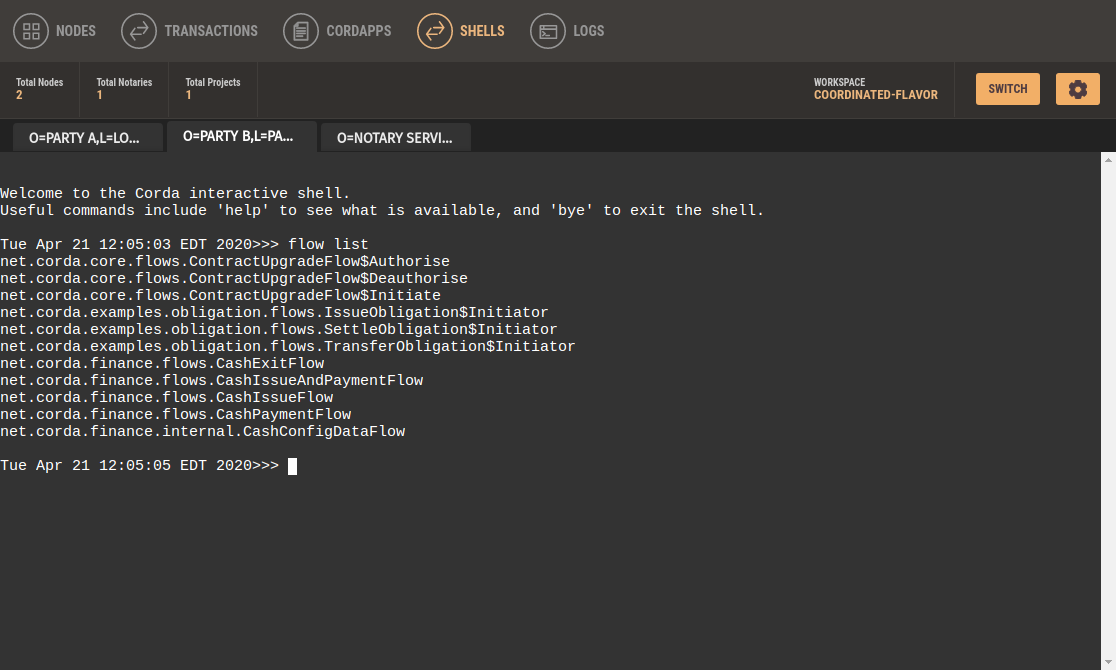 NODES TRANSACTIONS CORDAPPS SHELLS LOGS
Total Nodes Total Notaries Total Projects WORKSPACE
2 1 1 COORDINATED-FLAVOR SWITCH
O=PARTY A,L=LO... O=PARTY B,L=PA... O=NOTARY SERVI...
Welcome to the Corda interactive shell.
Useful commands include 'help' to see what is available, and 'bye' to exit the shell.
Tue Apr 21 12:05:03 EDT 2020>>> flow list
net.corda.core.flows.ContractUpgradeFlow$Authorise
net.corda.core.flows.ContractUpgradeFlow$Deauthorise
net.corda.core.flows.ContractUpgradeFlow$Initiate
net.corda.examples.obligation.flows.IssueObligation$Initiator
net.corda.examples.obligation.flows.SettleObligation$Initiator
net.corda.examples.obligation.flows.TransferObligation$Initiator
net.corda.finance.flows.CashExitFlow
net.corda.finance.flows.CashIssueAndPaymentFlow
net.corda.finance.flows.CashIssueFlow
net.corda.finance.flows.CashPaymentFlow
net.corda.finance.internal.CashConfigDataFlow
Tue Apr 21 12:05:05 EDT 2020>>>